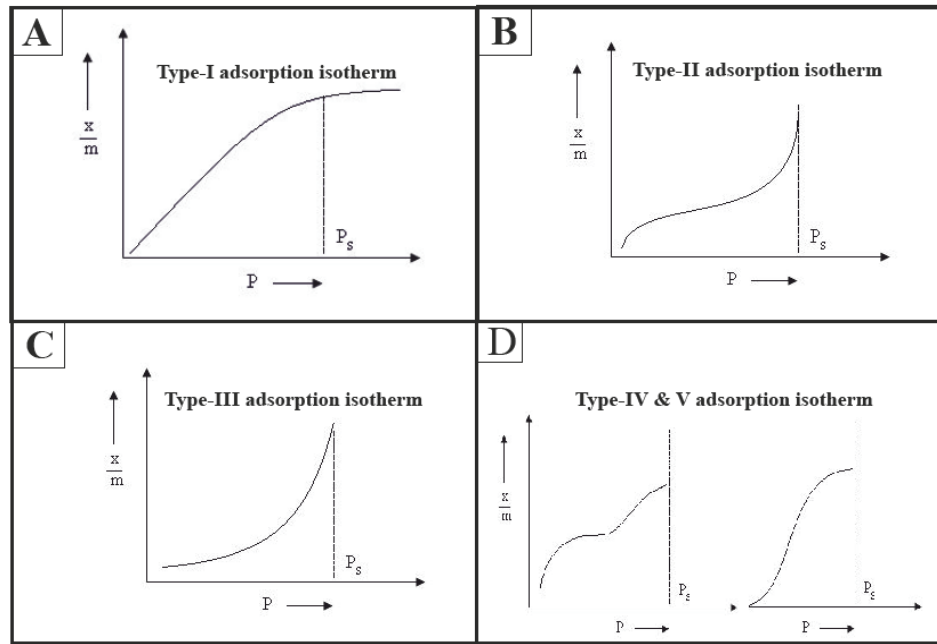 A
Type-I adsorption isotherm
x
m
P
s
P
B
Type-II adsorption isotherm
x
m
P
s
P
C
Type-III adsorption isotherm
x
m
P
s
P
D
Type-IV & V adsorption isotherm
x
m
P
s
P
s
P
P